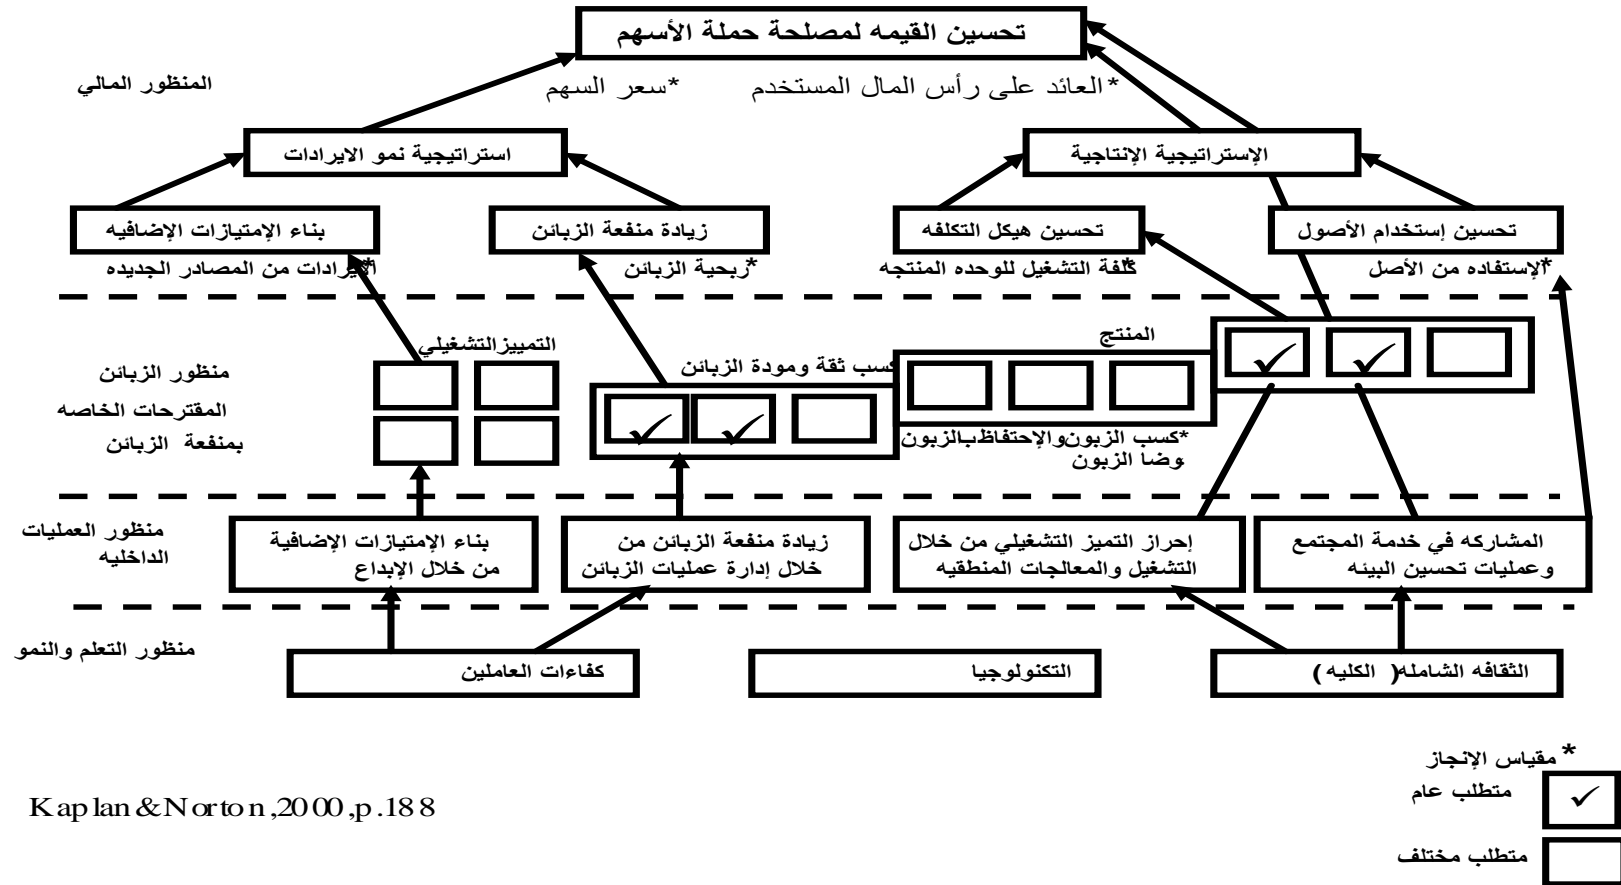 تحسين القيمه لمصلحة حملة الأسهم
المنظور المالي
*العائد على رأس المال المستخدم
*سعر السهم
الإستراتيجية الإنتاجية
استراتيجية نمو الايرادات
تحسين إستخدام الأصول
تحسين هيكل التكلفه
زيادة منفعة الزبائن
بناء الإمتيازات الإضافيه
*الإستفاده من الأصل
*كلفة التشغيل للوحده المنتجه
*ربحية الزبائن
*الايرادات من المصادر الجديده
المنتج
التمييزالتشغيلي
كسب ثقة ومودة الزبائن
منظور الزبائن
المقترحات الخاصه
بمنفعة الزبائن
*كسب الزبون والإحتفاظ بالزبون
وضا الزبون
منظور العمليات
الداخليه
المشاركه في خدمة المجتمع
وعمليات تحسين البيئه
إحراز التميز التشغيلي من خلال
التشغيل والمعالجات المنطقيه
زيادة منفعة الزبائن من
خلال إدارة عمليات الزبائن
بناء الإمتيازات الإضافية
من خلال الإبداع
منظور التعلم والنمو
الثقافه الشامله( الكليه )
التكنولوجيا
كفاءات العاملين
* مقياس الإنجاز
متطلب عام
متطلب مختلف
Kaplan&Norton,2000,p.188